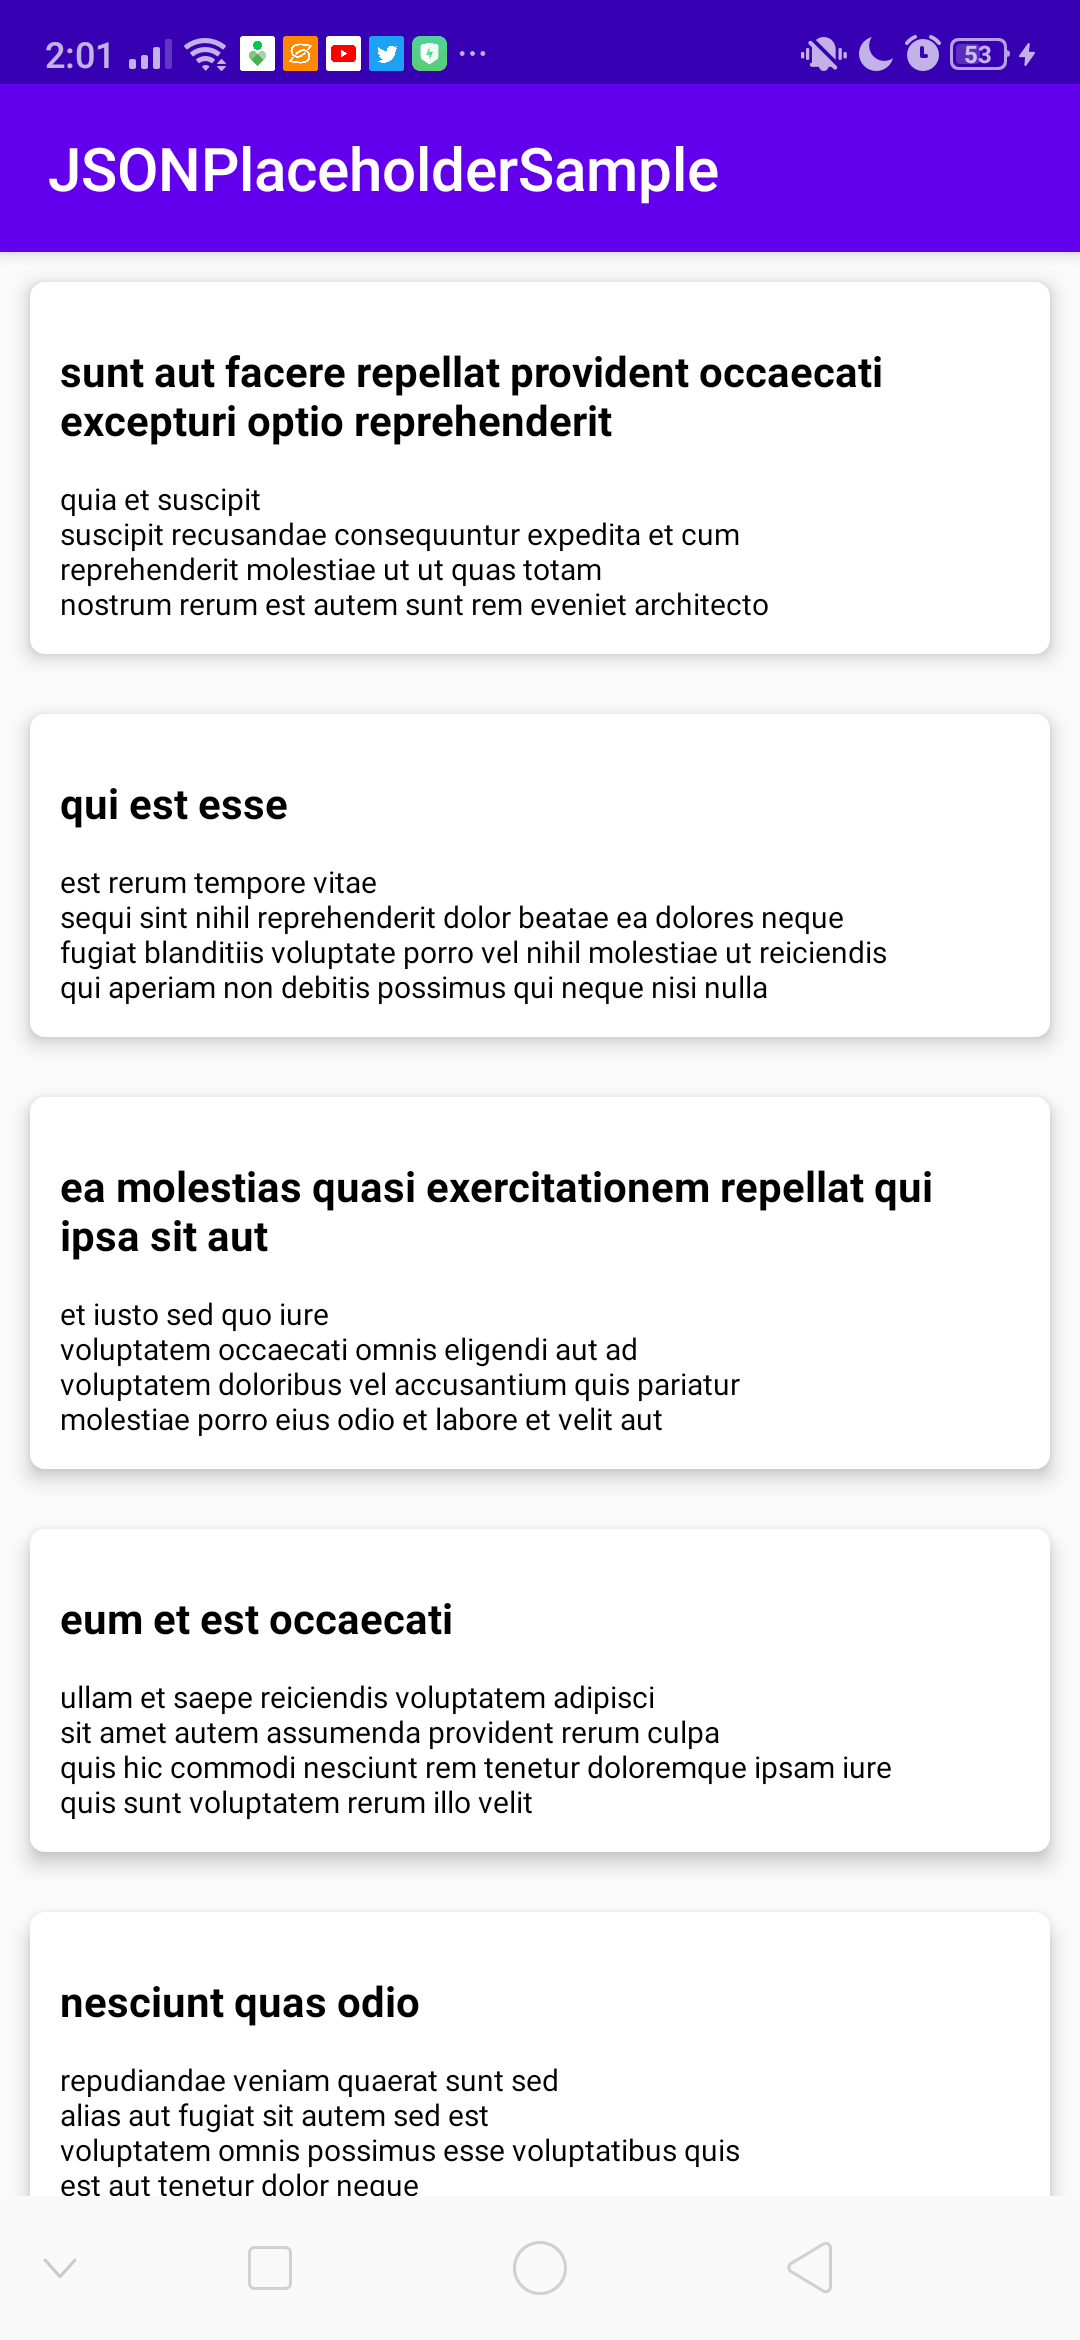 2:01
53
JSONPlaceholderSample
sunt aut facere repellat provident occaecati
excepturi optio reprehenderit
quia et suscipit
suscipit recusandae consequuntur expedita et cum
reprehenderit molestiae ut ut quas totam
nostrum rerum est autem sunt rem eveniet architecto
qui est esse
est rerum tempore vitae
sequi sint nihil reprehenderit dolor beatae ea dolores neque
fugiat blanditiis voluptate porro vel nihil molestiae ut reiciendis
qui aperiam non debitis possimus qui neque nisi nulla
ea molestias quasi exercitationem repellat qui
ipsa sit aut
et iusto sed quo iure
voluptatem occaecati omnis eligendi aut ad
voluptatem doloribus vel accusantium quis pariatur
molestiae porro eius odio et labore et velit aut
eum et est occaecati
ullam et saepe reiciendis voluptatem adipisci
sit amet autem assumenda provident rerum culpa
quis hic commodi nesciunt rem tenetur doloremque ipsam iure
quis sunt voluptatem rerum illo velit
nesciunt quas odio
repudiandae veniam quaerat sunt sed
alias aut fugiat sit autem sed est
voluptatem omnis possimus esse voluptatibus quis
est aut tenetur dolor neque